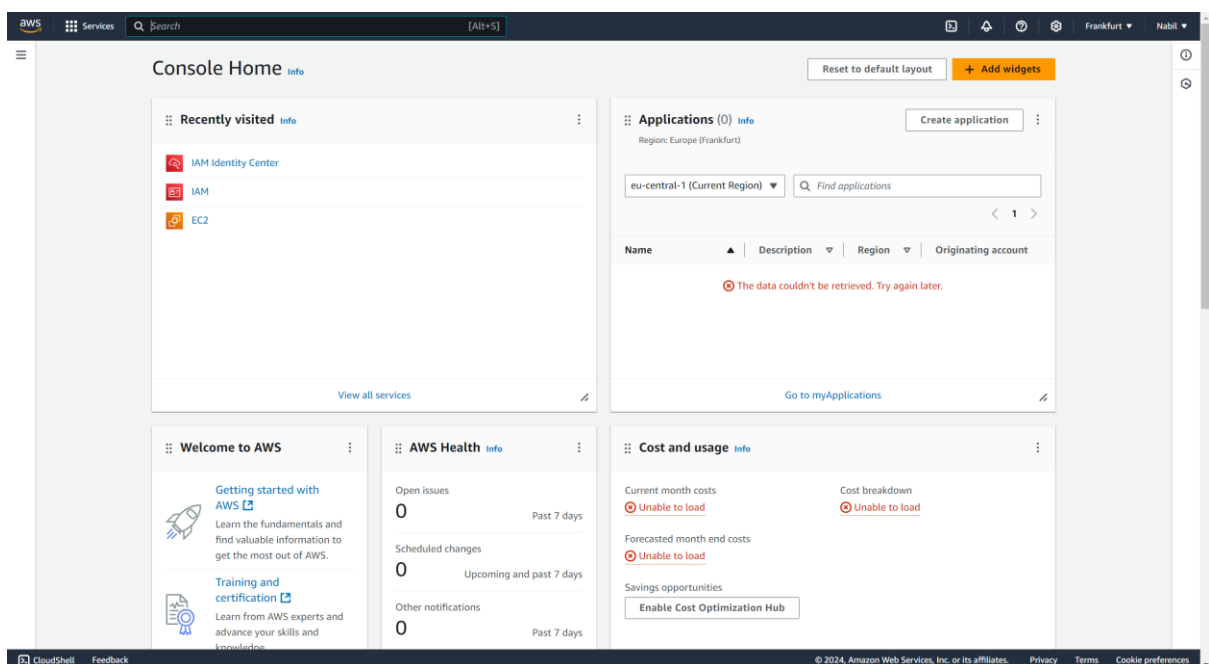 aws
Services
Search
[Alt+S]
Frankfurt ▼
Nabil ▼
Console Home Info
Reset to default layout
+ Add widgets
Recently visited Info
IAM Identity Center
IAM
EC2
View all services
Applications (0) Info
Region: Europe (Frankfurt)
Create application
eu-central-1 (Current Region) ▼
Find applications
< 1 >
Name ▲ Description ▽ Region ▽ Originating account
The data couldn't be retrieved. Try again later.
Go to myApplications
Welcome to AWS
Getting started with
AWS
Learn the fundamentals and
find valuable information to
get the most out of AWS.
Training and
certification
Learn from AWS experts and
advance your skills and
knowledge
AWS Health Info
Open issues
0 Past 7 days
Scheduled changes
0 Upcoming and past 7 days
Other notifications
0 Past 7 days
Cost and usage Info
Current month costs
Unable to load
Forecasted month end costs
Unable to load
Savings opportunities
Enable Cost Optimization Hub
Cost breakdown
Unable to load
CloudShell
Feedback
© 2024, Amazon Web Services, Inc. or its affiliates.
Privacy
Terms
Cookie preferences